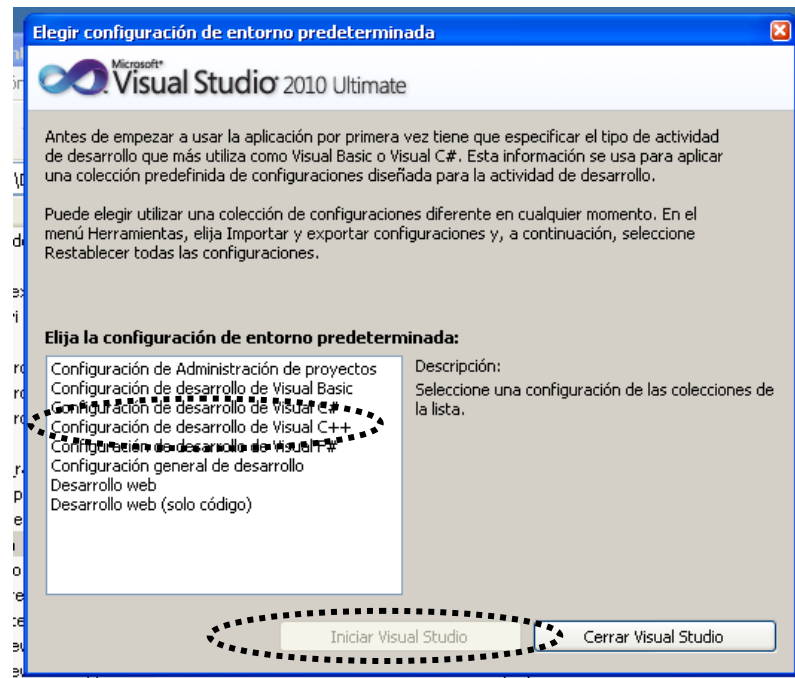 Elegir configuración de entorno predeterminada
Microsoft®
Visual Studio 2010 Ultimate
Antes de empezar a usar la aplicación por primera vez tiene que especificar el tipo de actividad
de desarrollo que más utiliza como Visual Basic o Visual C#. Esta información se usa para aplicar
una colección predefinida de configuraciones diseñada para la actividad de desarrollo.
Puede elegir utilizar una colección de configuraciones diferente en cualquier momento. En el
menú Herramientas, elija Importar y exportar configuraciones y, a continuación, seleccione
Restablecer todas las configuraciones.
Elija la configuración de entorno predeterminada:
Configuración de Administración de proyectos
Configuración de desarrollo de Visual Basic
Configuración de desarrollo de Visual C#
Configuración de desarrollo de Visual C++
Configuración de desarrollo de Visual F#
Configuración general de desarrollo
Desarrollo web
Desarrollo web (solo código)
Descripción:
Seleccione una configuración de las colecciones de
la lista.
Iniciar Visual Studio
Cerrar Visual Studio